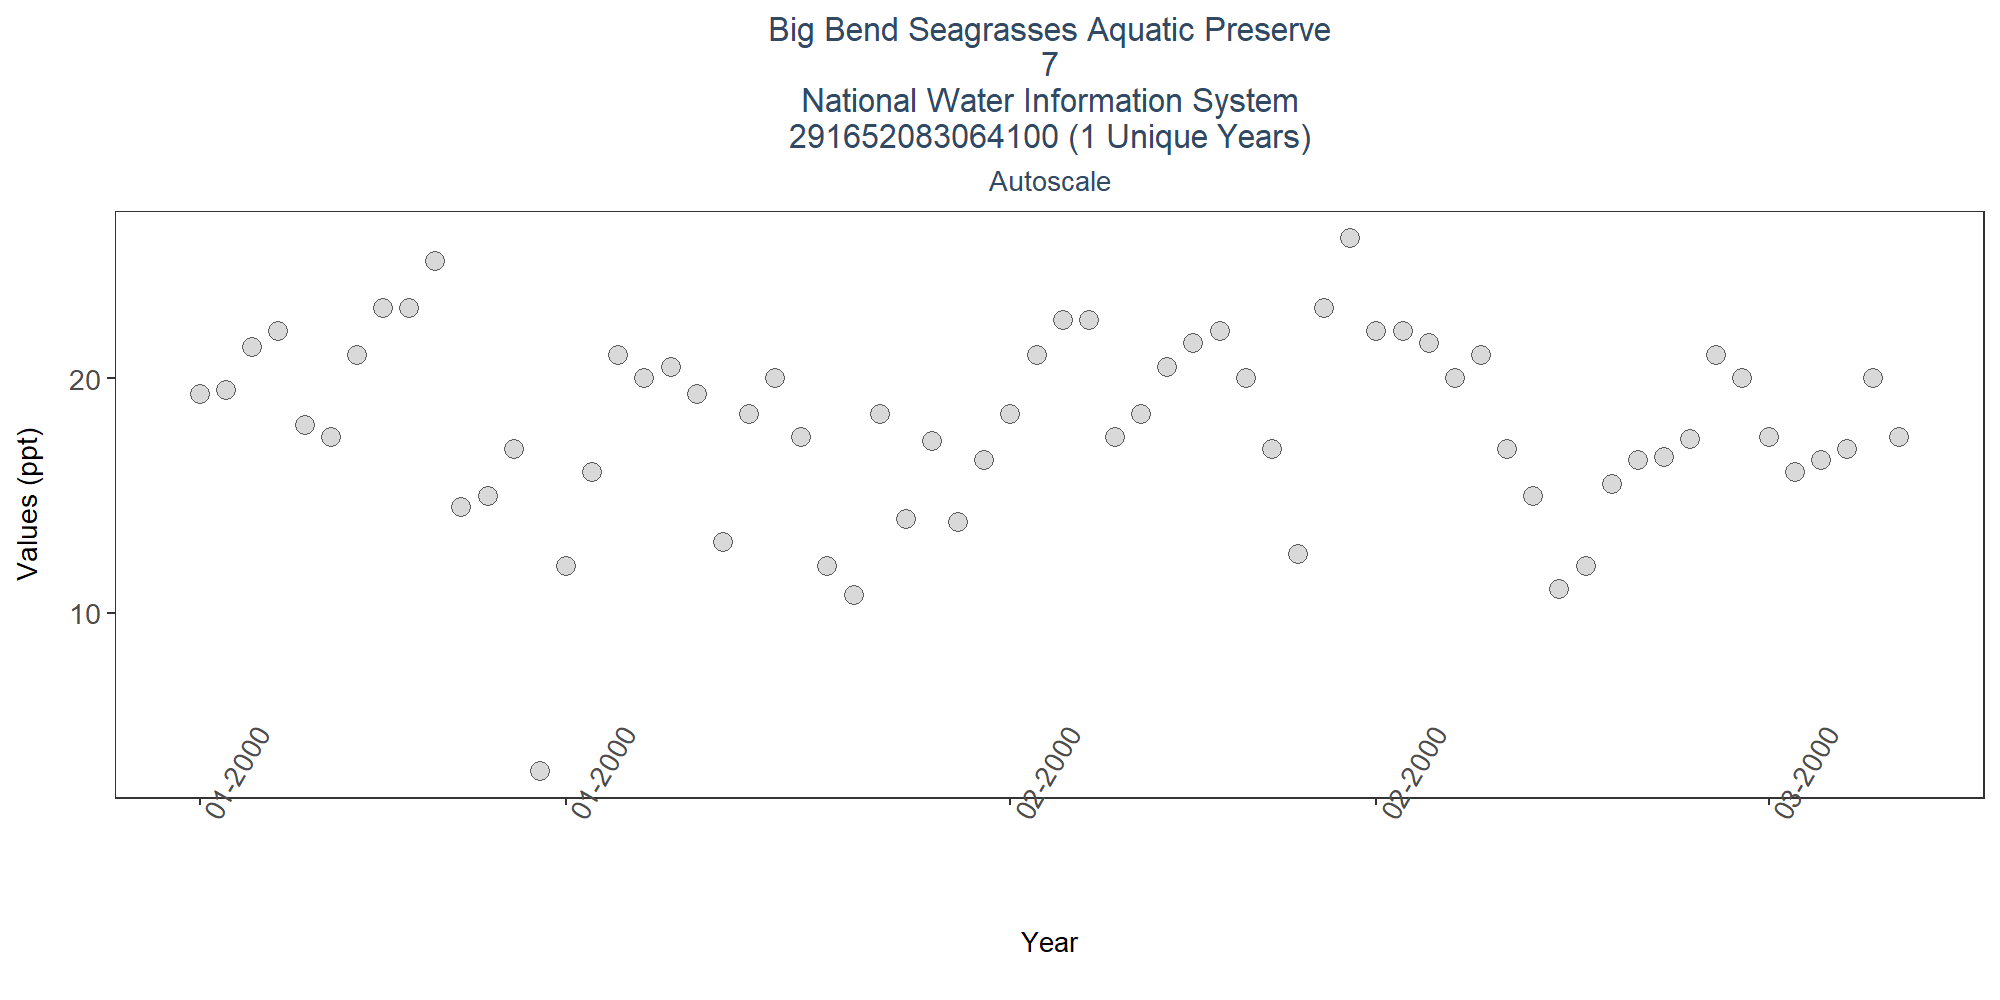 Big Bend Seagrasses Aquatic Preserve
7
National Water Information System
291652083064100 (1 Unique Years)
Autoscale
Values (ppt)
20
10
01-2000
01-2000
02-2000
02-2000
03-2000
Year